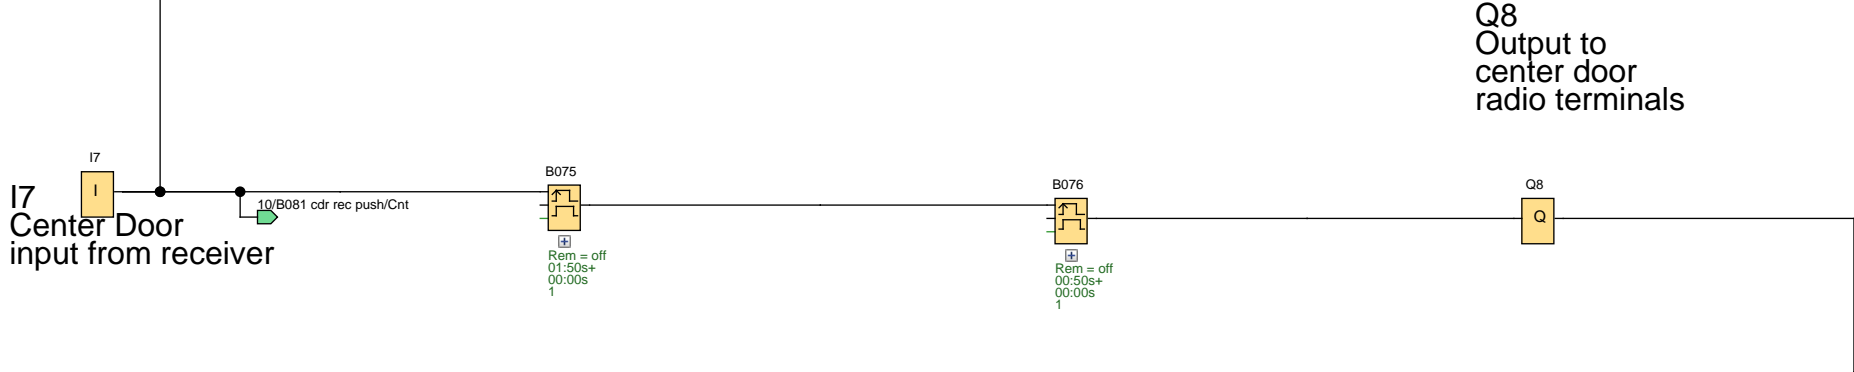 Q8
Output to
center door
radio terminals
I7
I
I7
Center Door
input from receiver
10/B081 cdr rec push/Cnt
B075
Rem = off
01:50s+
00:00s
1
B076
Rem = off
00:50s+
00:00s
1
Q8
Q